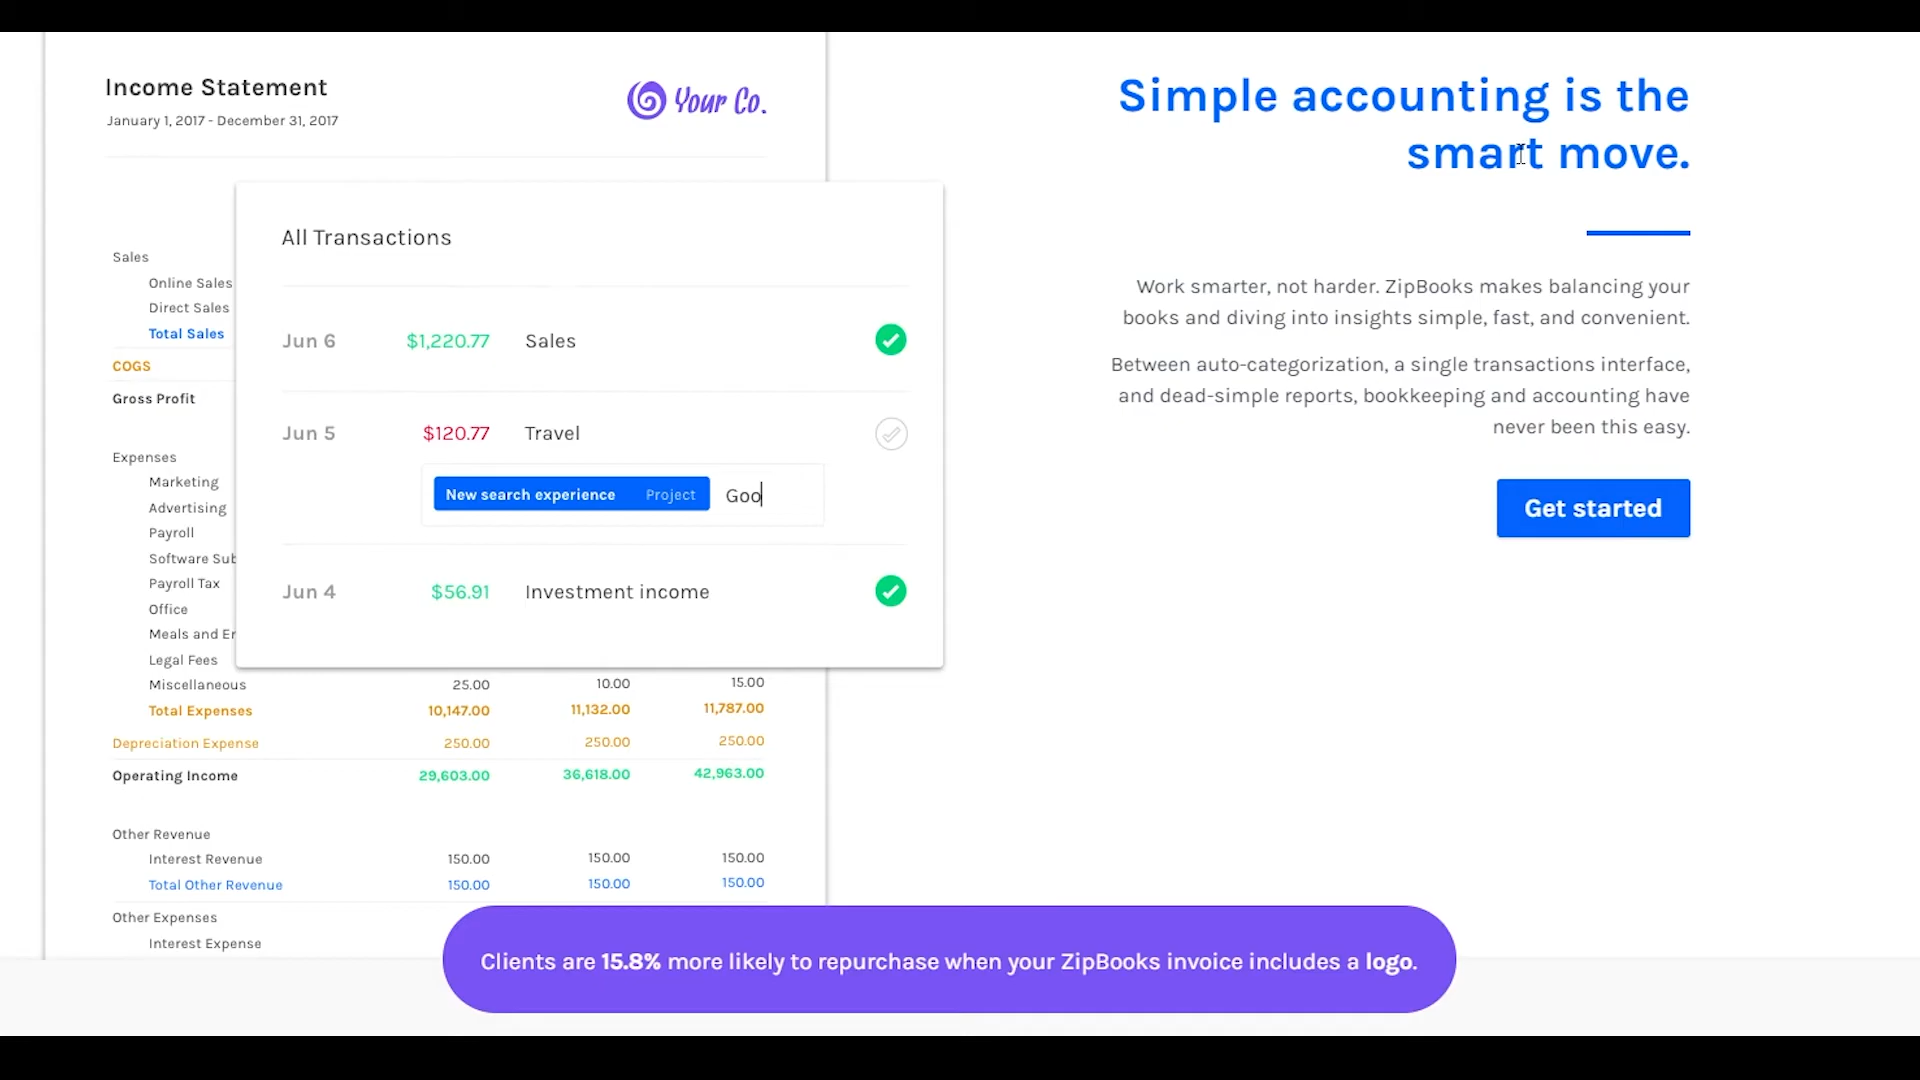 Income Statement
January 1, 2017 - December 31, 2017
Your Co.
Simple accounting is the
smart move.
Work smarter, not harder. ZipBooks makes balancing your
books and diving into insights simple, fast, and convenient.
Between auto-categorization, a single transactions interface,
and dead-simple reports, bookkeeping and accounting have
never been this easy.
Get started
All Transactions
Jun 6 $1,220.77 Sales
Jun 5 $120.77 Travel
New search experience Project Goo
Jun 4 $56.91 Investment income
Sales
Online Sales
Direct Sales
Total Sales
COGS
Gross Profit
Expenses
Marketing
Advertising
Payroll
Software Sub
Payroll Tax
Office
Meals and Er
Legal Fees
Miscellaneous 25.00 10.00 15.00
Total Expenses 10,147.00 11,132.00 11,787.00
Depreciation Expense 250.00 250.00 250.00
Operating Income 29,603.00 36,618.00 42,963.00
Other Revenue
Interest Revenue 150.00 150.00 150.00
Total Other Revenue 150.00 150.00 150.00
Other Expenses
Interest Expense
Clients are 15.8% more likely to repurchase when your ZipBooks invoice includes a logo.